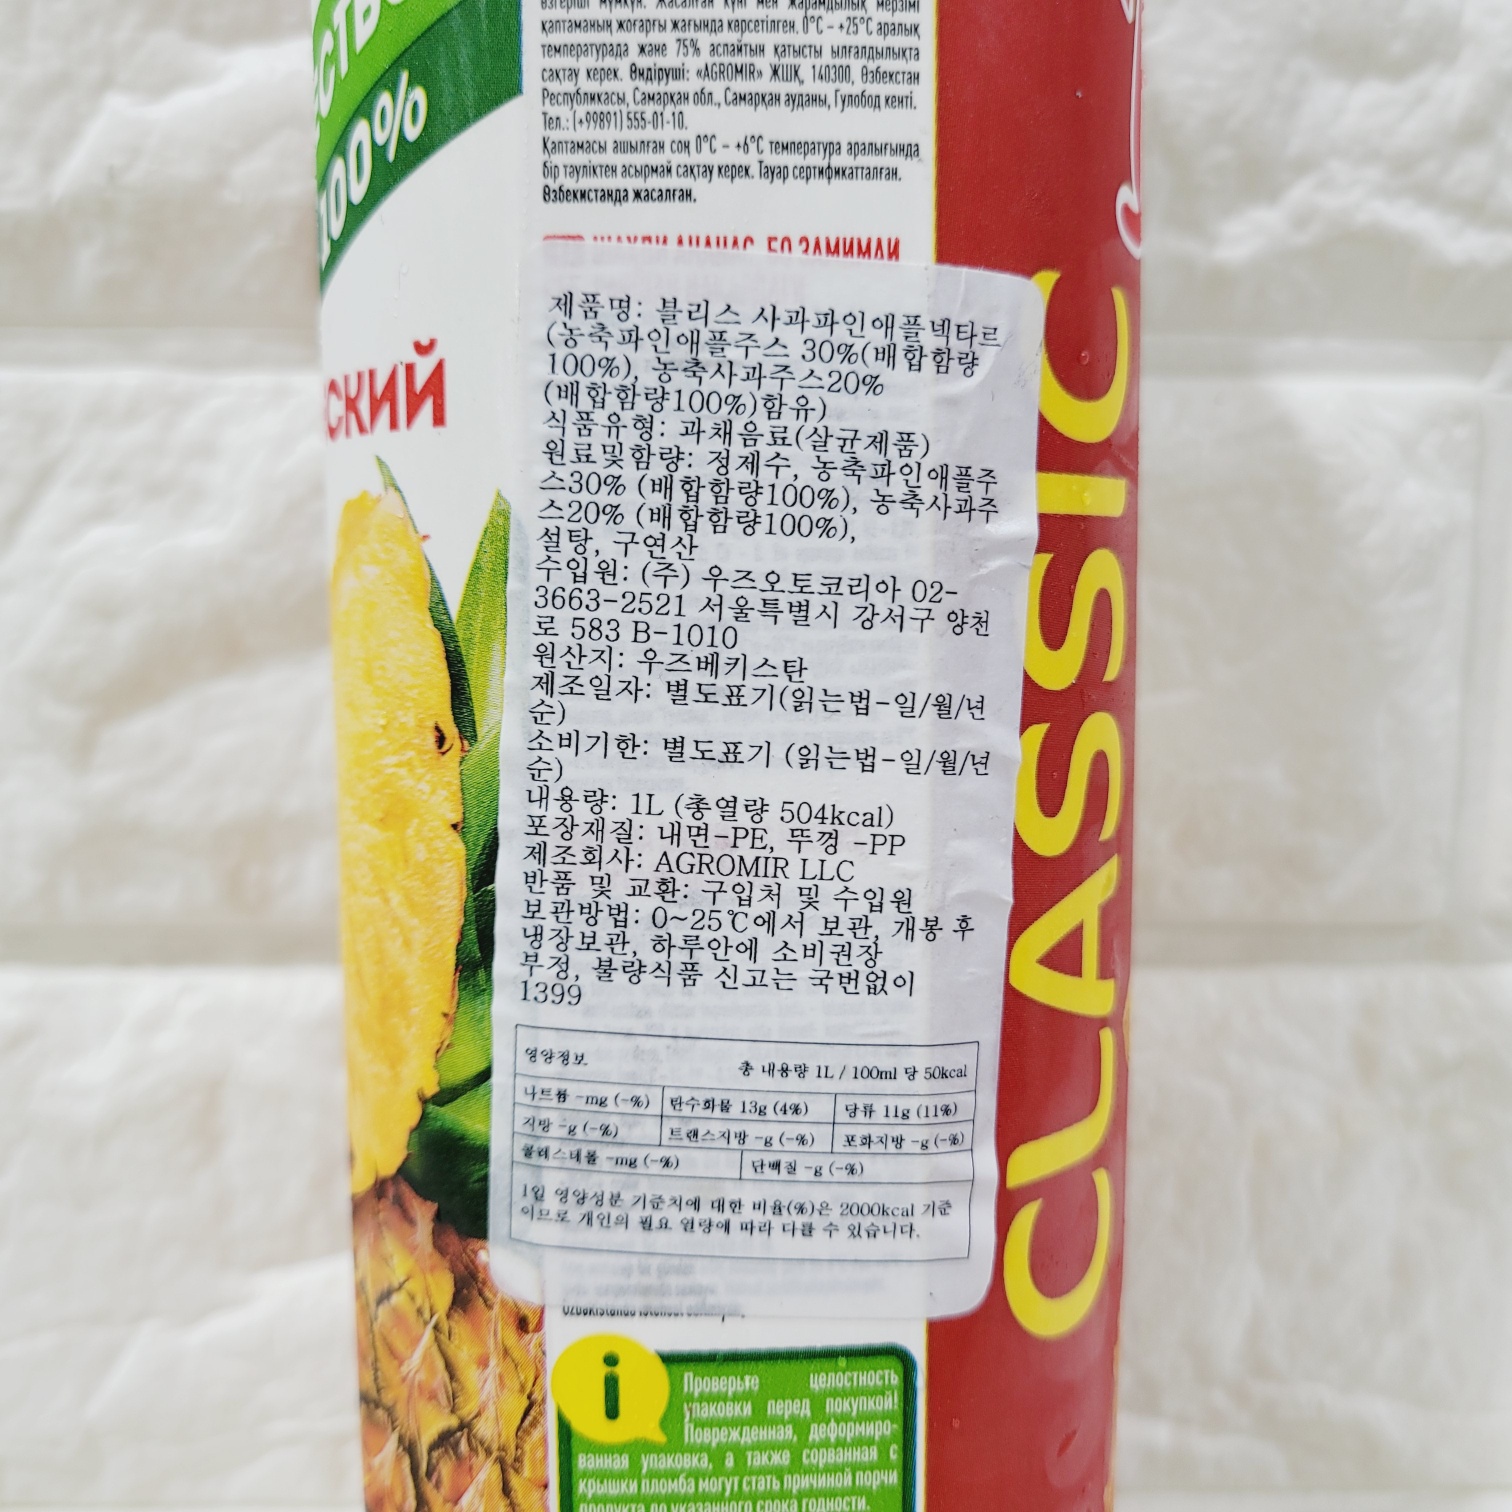 100%
ский
қаптаманың жоғарғы жағында көрсетілген. 0°C – +25°C аралық
температурада және 75% аспайтын қатысты ылғалдылықта
сақтау керек. Өндіруші: «AGROMIR» ЖШҚ, 140300, Өзбекстан
Республикасы, Самарқан обл., Самарқан ауданы, Гулобод кенті.
Тел.: (+99891) 555-01-10.
Қаптамасы ашылған соң 0°C – +6°C температура аралығында
бір тәуліктен асырмай сақтау керек. Тауар сертификатталған.
Өзбекистанда жасалған.
제품명: 블리스 사과파인애플넥타르
(농축파인애플주스 30%(배합함량
100%), 농축사과주스20%
(배합함량100%)함유)
식품유형: 과채음료(살균제품)
원료및함량: 정제수, 농축파인애플주
스30% (배합함량100%), 농축사과주
스20% (배합함량100%),
설탕, 구연산
수입원: (주) 우즈오토코리아 02-
3663-2521 서울특별시 강서구 양천
로 583 B-1010
원산지: 우즈베키스탄
제조일자: 별도표기(읽는법-일/월/년
순)
소비기한: 별도표기 (읽는법-일/월/년
순)
내용량: 1L (총열량 504kcal)
포장재질: 내면-PE, 뚜껑 -PP
제조회사: AGROMIR LLC
반품 및 교환: 구입처 및 수입원
보관방법: 0~25℃에서 보관, 개봉 후
냉장보관, 하루안에 소비권장
부정, 불량식품 신고는 국번없이
1399
영양정보 총 내용량 1L / 100ml 당 50kcal
나트륨 -mg (-%) 탄수화물 13g (4%) 당류 11g (11%)
지방 -g (-%) 트랜스지방 -g (-%) 포화지방 -g (-%)
콜레스테롤 -mg (-%) 단백질 -g (-%)
1일 영양성분 기준치에 대한 비율(%)은 2000kcal 기준
이므로 개인의 필요 열량에 따라 다를 수 있습니다.
i
Проверьте целостность
упаковки перед покупкой!
Поврежденная, деформиро-
ванная упаковка, а также сорванная с
крышки пломба могут стать причиной порчи
продукта до указанного срока годности.
CLASSIC